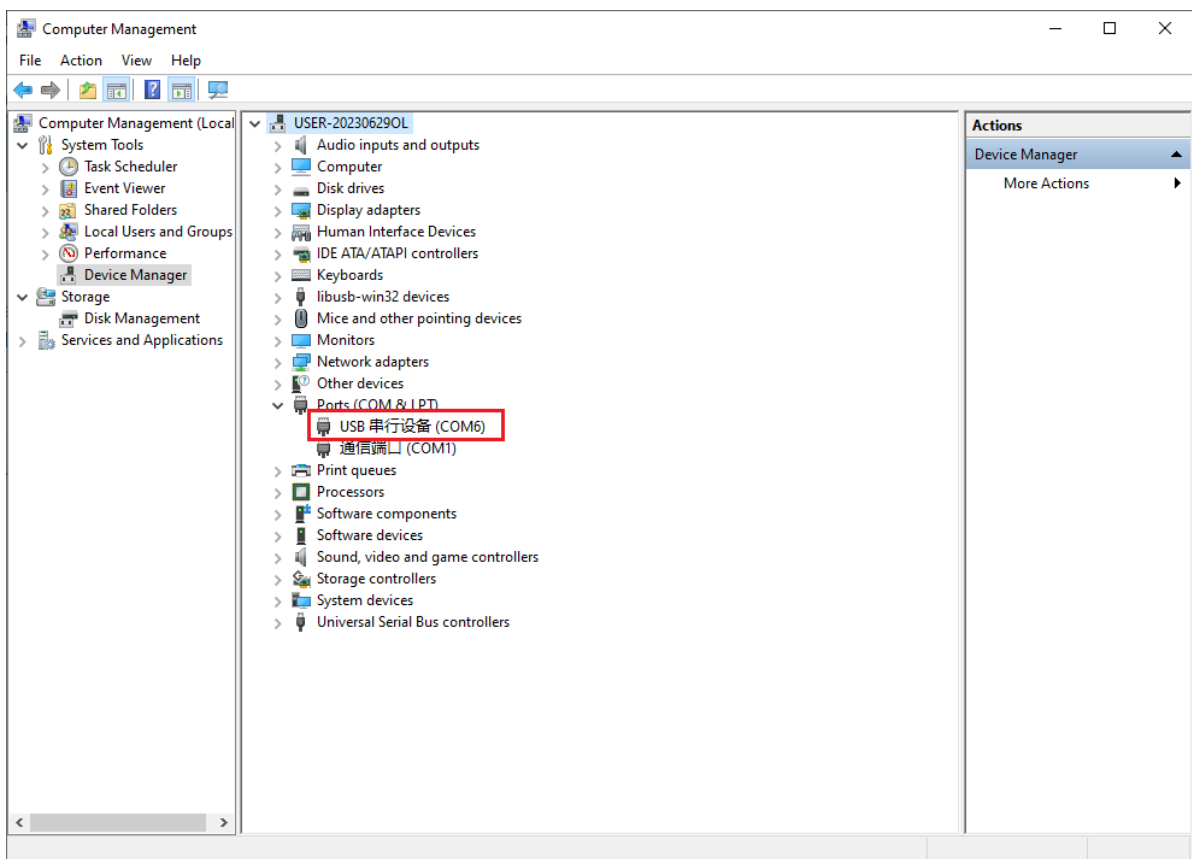 Computer Management
File Action View Help
Computer Management (Local
System Tools
Task Scheduler
Event Viewer
Shared Folders
Local Users and Groups
Performance
Device Manager
Storage
Disk Management
Services and Applications
USER-20230629OL
Audio inputs and outputs
Computer
Disk drives
Display adapters
Human Interface Devices
IDE ATA/ATAPI controllers
Keyboards
libusb-win32 devices
Mice and other pointing devices
Monitors
Network adapters
Other devices
Ports (COM & LPT)
USB 串行设备 (COM6)
通信端口 (COM1)
Print queues
Processors
Software components
Software devices
Sound, video and game controllers
Storage controllers
System devices
Universal Serial Bus controllers
Actions
Device Manager
More Actions